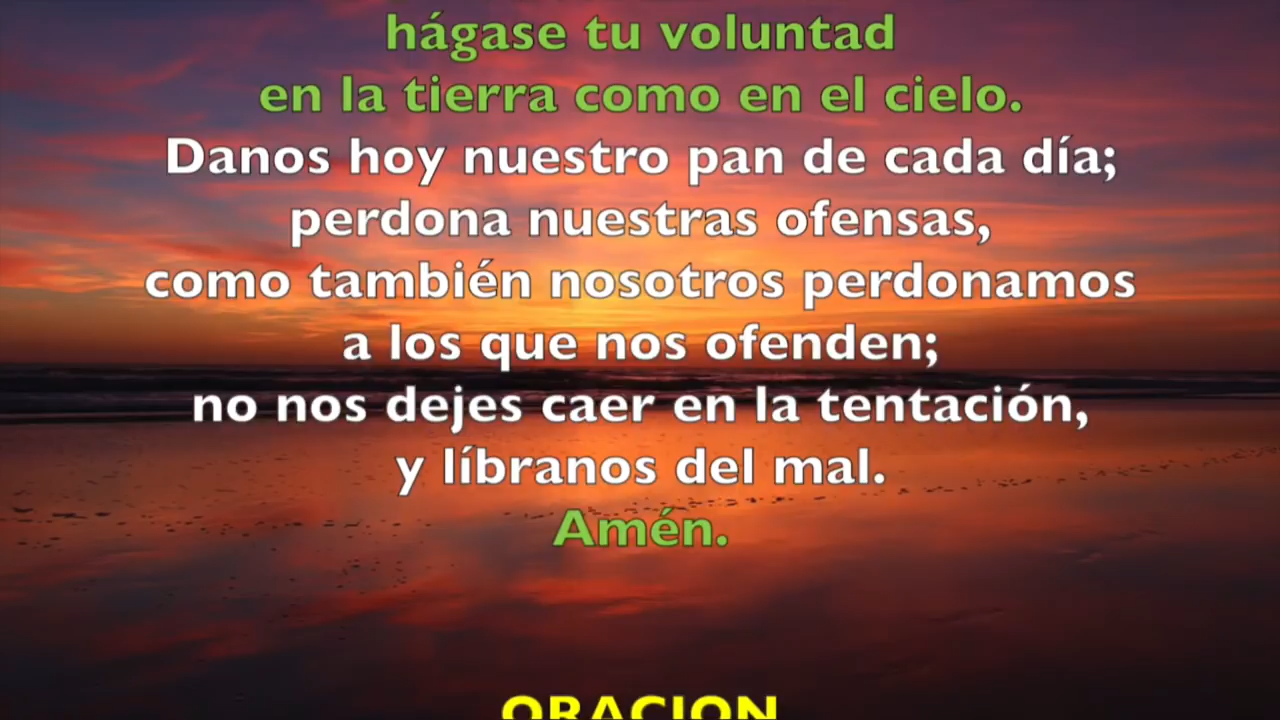 hágase tu voluntad
en la tierra como en el cielo.
Danos hoy nuestro pan de cada día;
perdona nuestras ofensas,
como también nosotros perdonamos
a los que nos ofenden;
no nos dejes caer en la tentación,
y líbranos del mal.
Amén.
ORACION